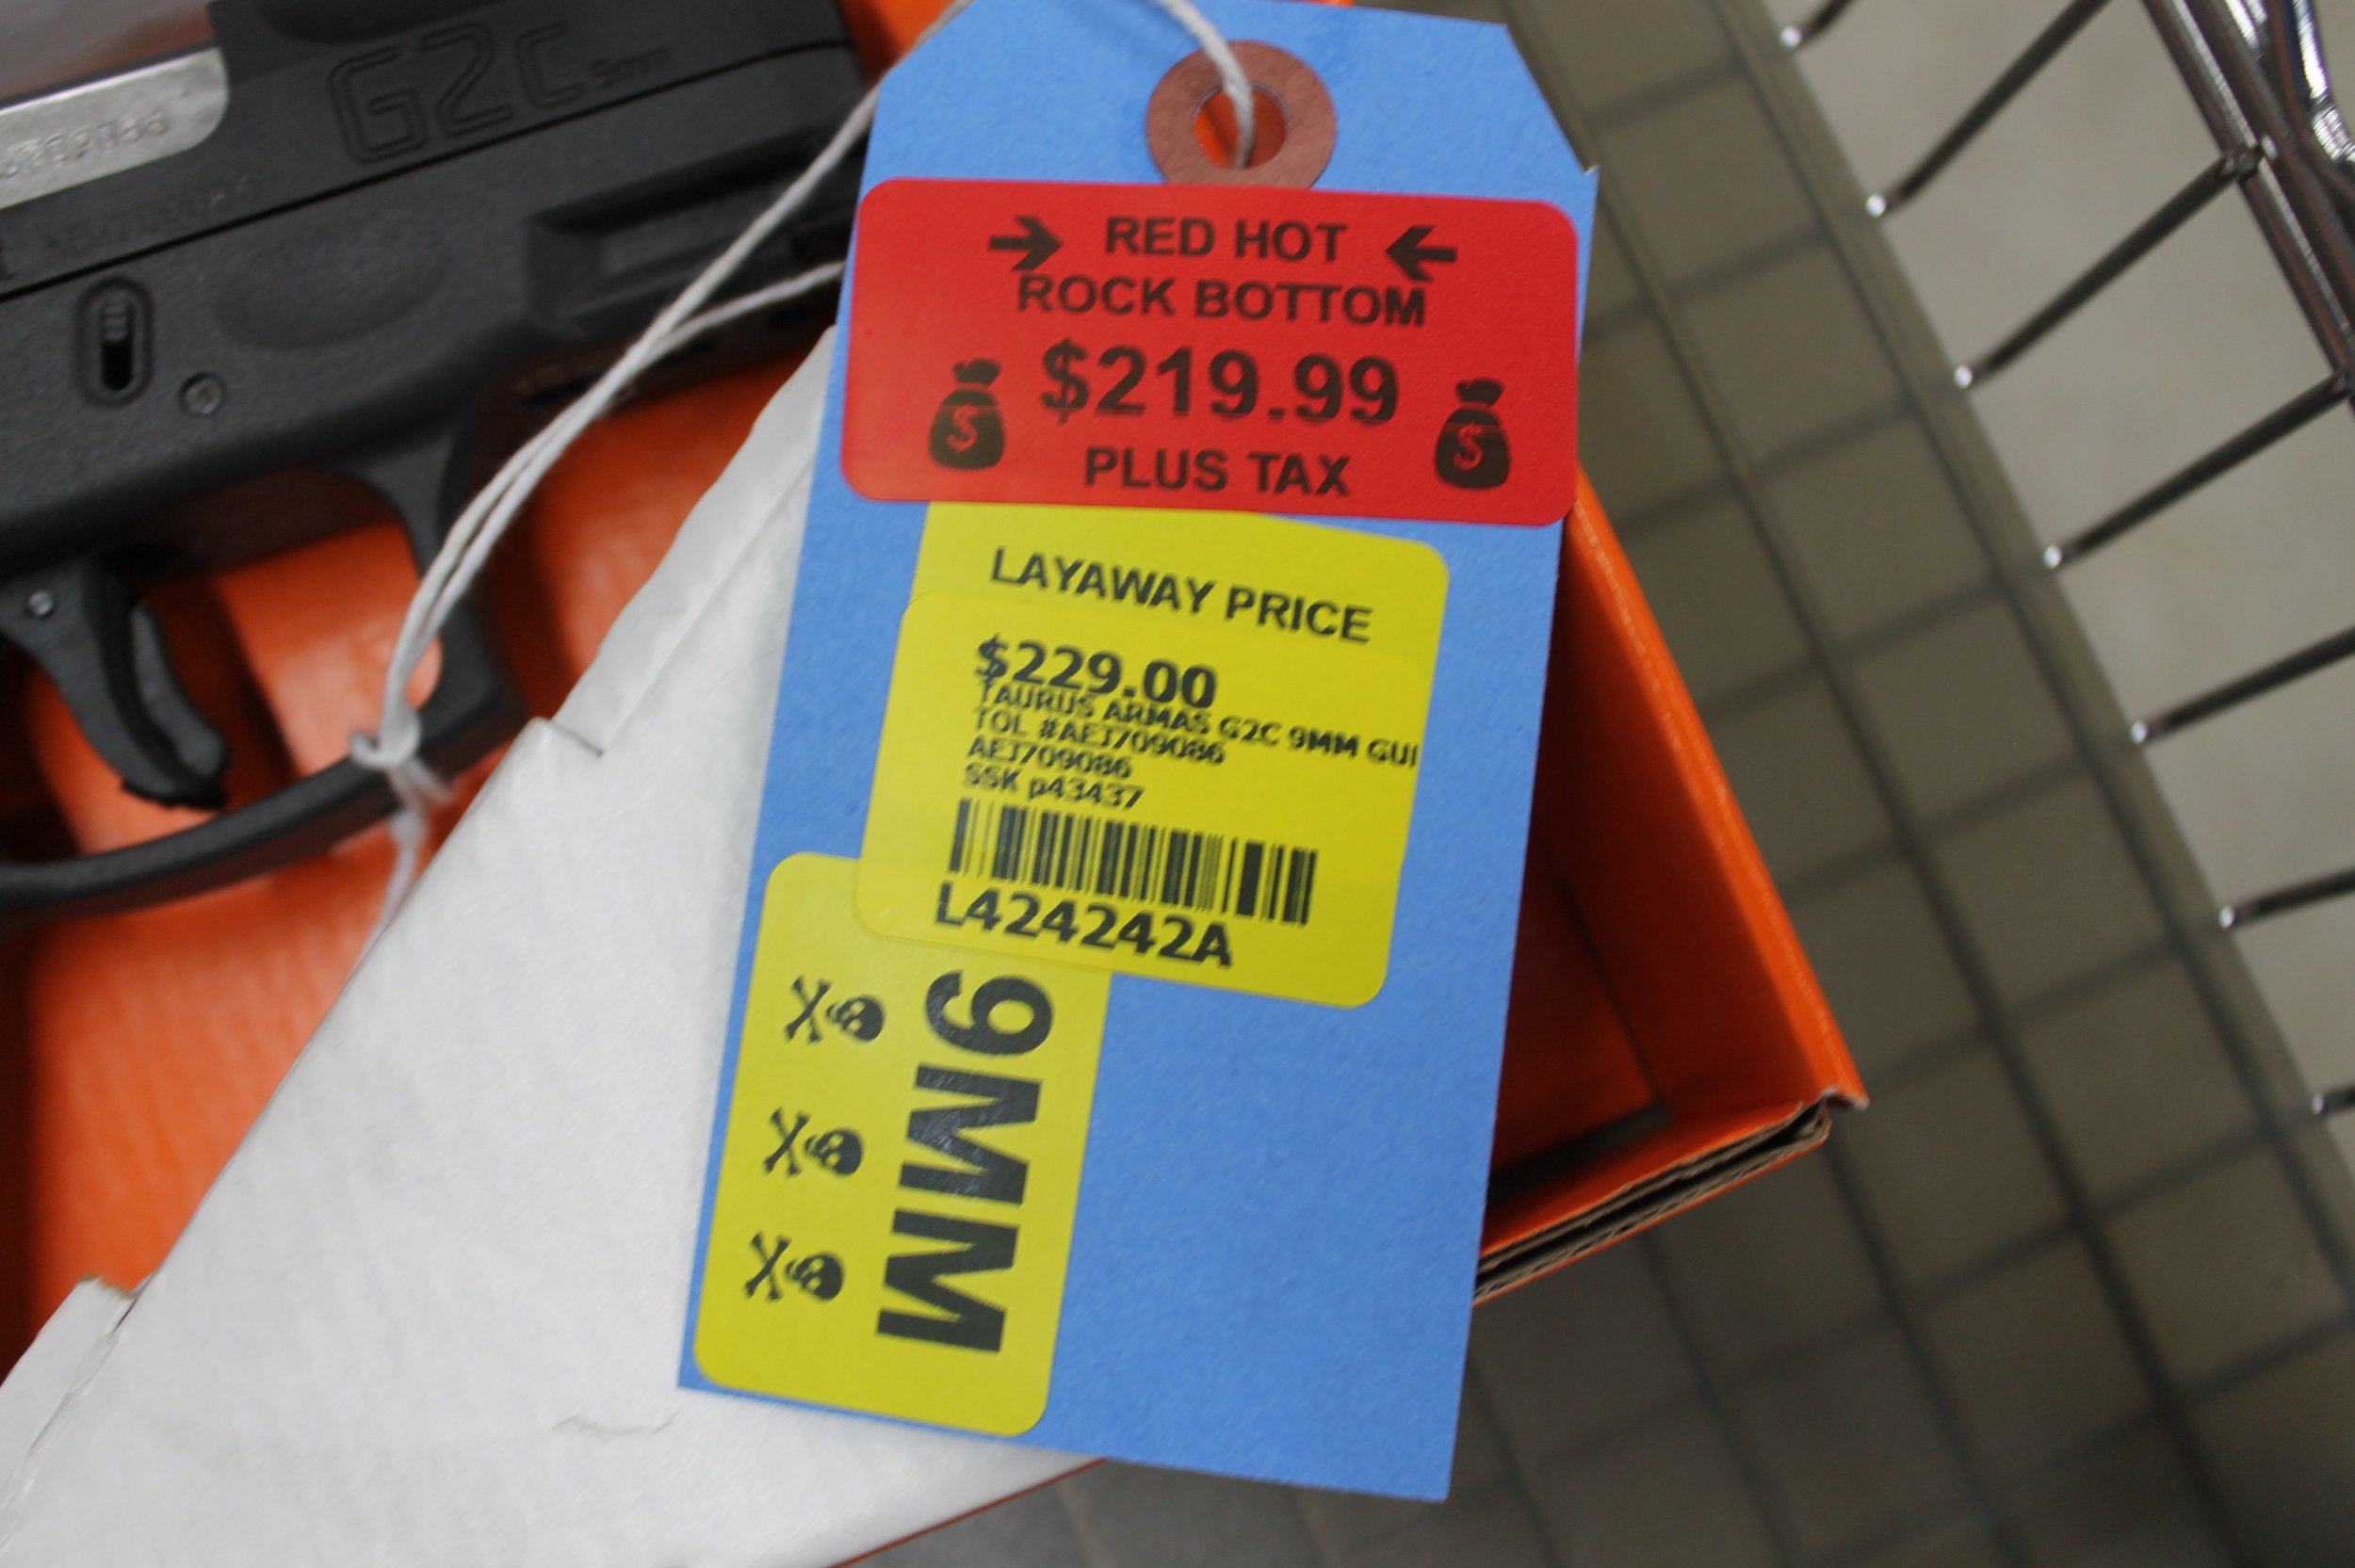 G2C 9mm
RED HOT
ROCK BOTTOM
$219.99
PLUS TAX
LAYAWAY PRICE
$229.00
TAURUS ARMAS G2C 9MM GUI
TOL #AEJ709086
AEJ709086
SSK p43437
L424242A
9MM